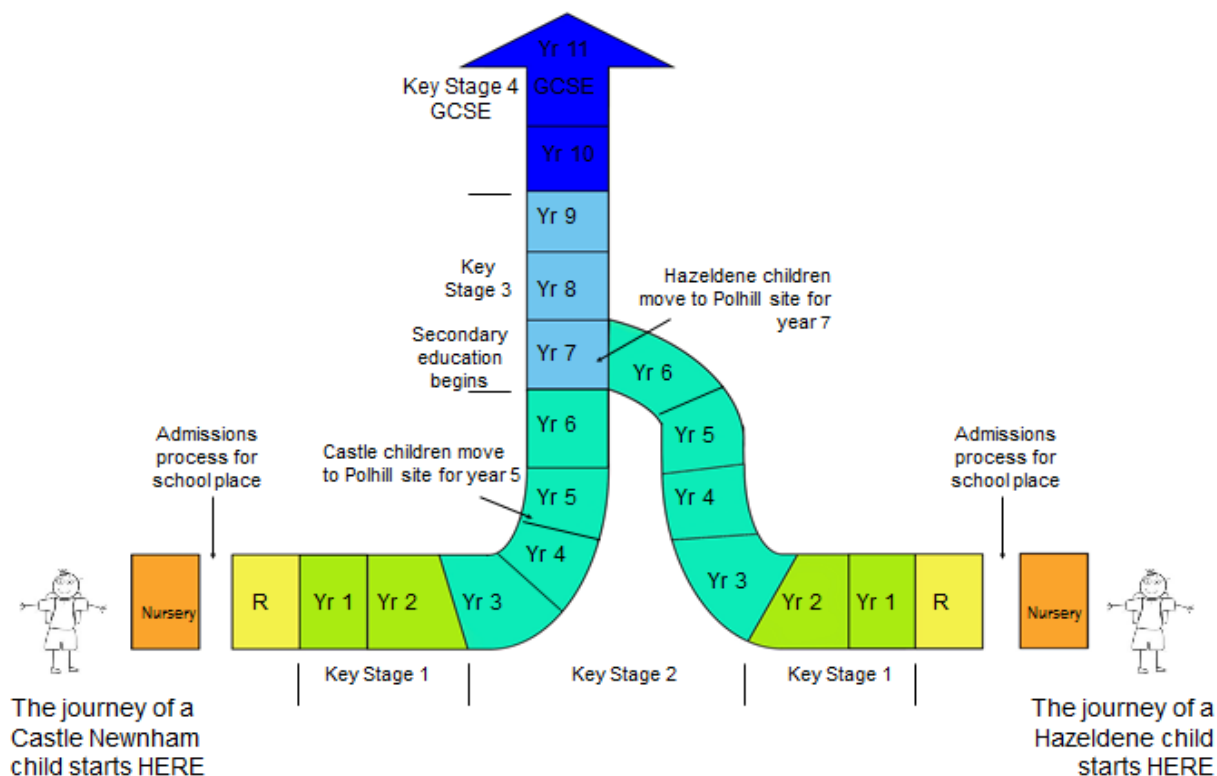 Yr 11
Key Stage 4
GCSE
GCSE
Yr 10
Yr 9
Key
Stage 3
Yr 8
Hazeldene children
move to Polhill site for
year 7
Secondary
education
begins
Yr 7
Yr 6
Yr 6
Yr 5
Admissions
process for
school place
Castle children move
to Polhill site for year 5
Admissions
process for
school place
Yr 5
Yr 4
Yr 4
Yr 3
Nursery
R
Yr 1
Yr 2
Yr 3
Yr 2
Yr 1
R
Nursery
Key Stage 1
Key Stage 2
Key Stage 1
The journey of a
Castle Newnham
child starts HERE
The journey of a
Hazeldene child
starts HERE